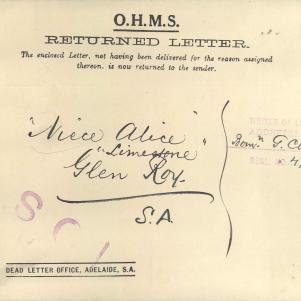 O.H.M.S.
RETURNED LETTER.
The enclosed Letter, not having been delivered for the reason assigned
thereon, is now returned to the sender.
"Niece Alice"
"Limestone"
Glen Roy.
S.A.
DEAD LETTER OFFICE, ADELAIDE, S.A.